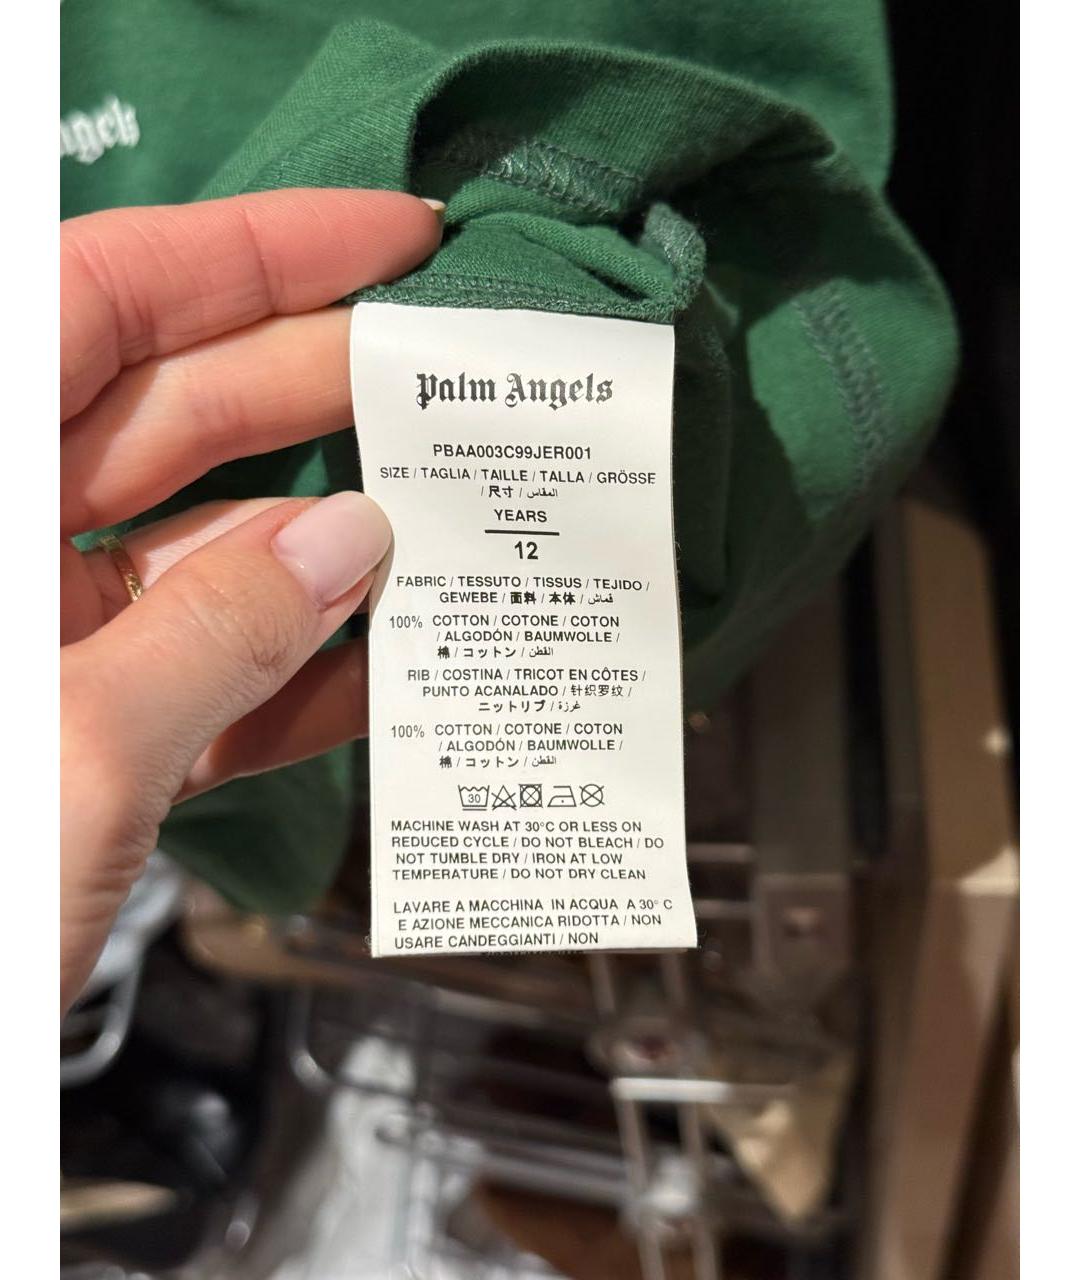 ngels
Palm Angels
PBAA003C99JER001
SIZE / TAGLIA / TAILLE / TALLA / GRÖSSE
/ 尺寸 / المقاس
YEARS
12
FABRIC / TESSUTO / TISSUS / TEJIDO /
GEWEBE / 面料 / 本体 / قماش
100% COTTON / COTONE / COTON
/ ALGODÓN / BAUMWOLLE /
棉 / コットン / القطن
RIB / COSTINA / TRICOT EN CÔTES /
PUNTO ACANALADO / 针织罗纹 /
ニットリブ / غرزة
100% COTTON / COTONE / COTON
/ ALGODÓN / BAUMWOLLE /
棉 / コットン / القطن
30
MACHINE WASH AT 30°C OR LESS ON
REDUCED CYCLE / DO NOT BLEACH / DO
NOT TUMBLE DRY / IRON AT LOW
TEMPERATURE / DO NOT DRY CLEAN
LAVARE A MACCHINA IN ACQUA A 30° C
E AZIONE MECCANICA RIDOTTA / NON
USARE CANDEGGIANTI / NON